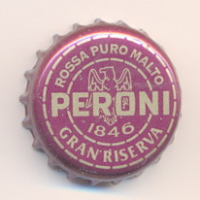 ROSSA PURO MALTO
PERONI
1846
GRAN RISERVA